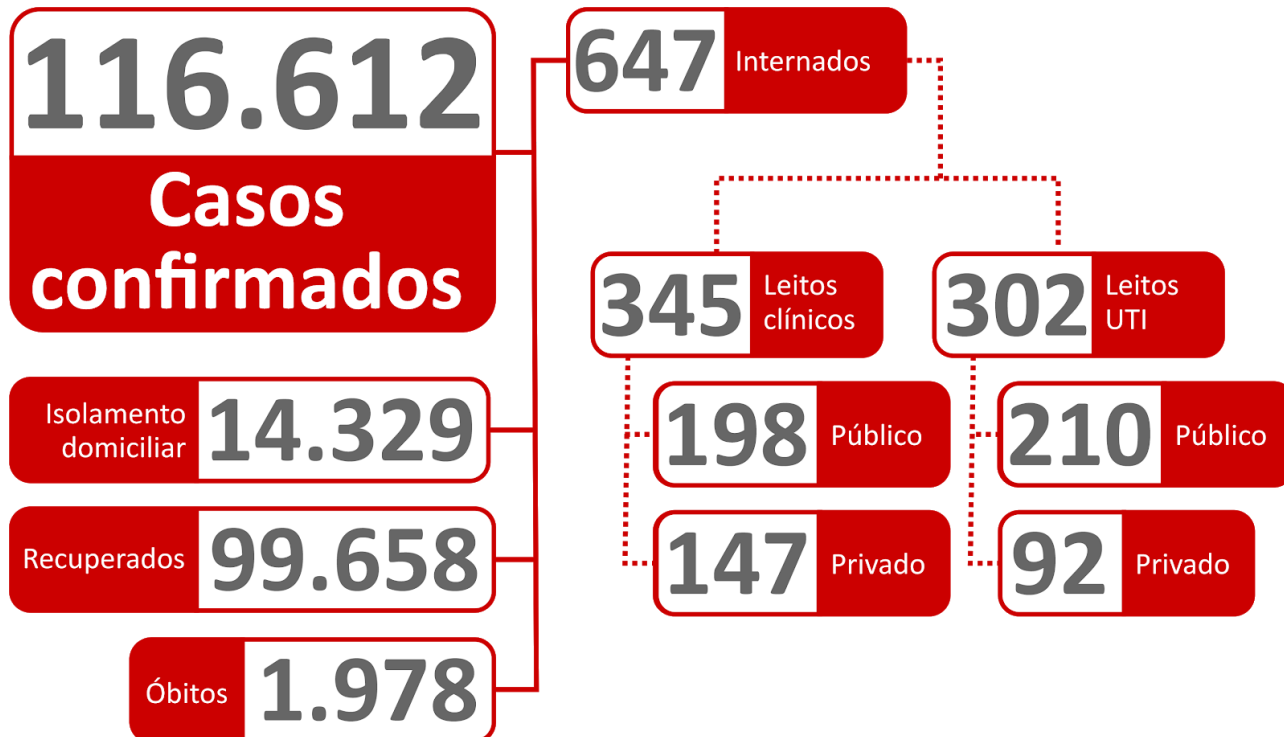 116.612
Casos
confirmados
647 Internados
345 Leitos
clínicos
302 Leitos
UTI
198 Público
147 Privado
210 Público
92 Privado
Isolamento
domiciliar 14.329
Recuperados 99.658
Óbitos 1.978